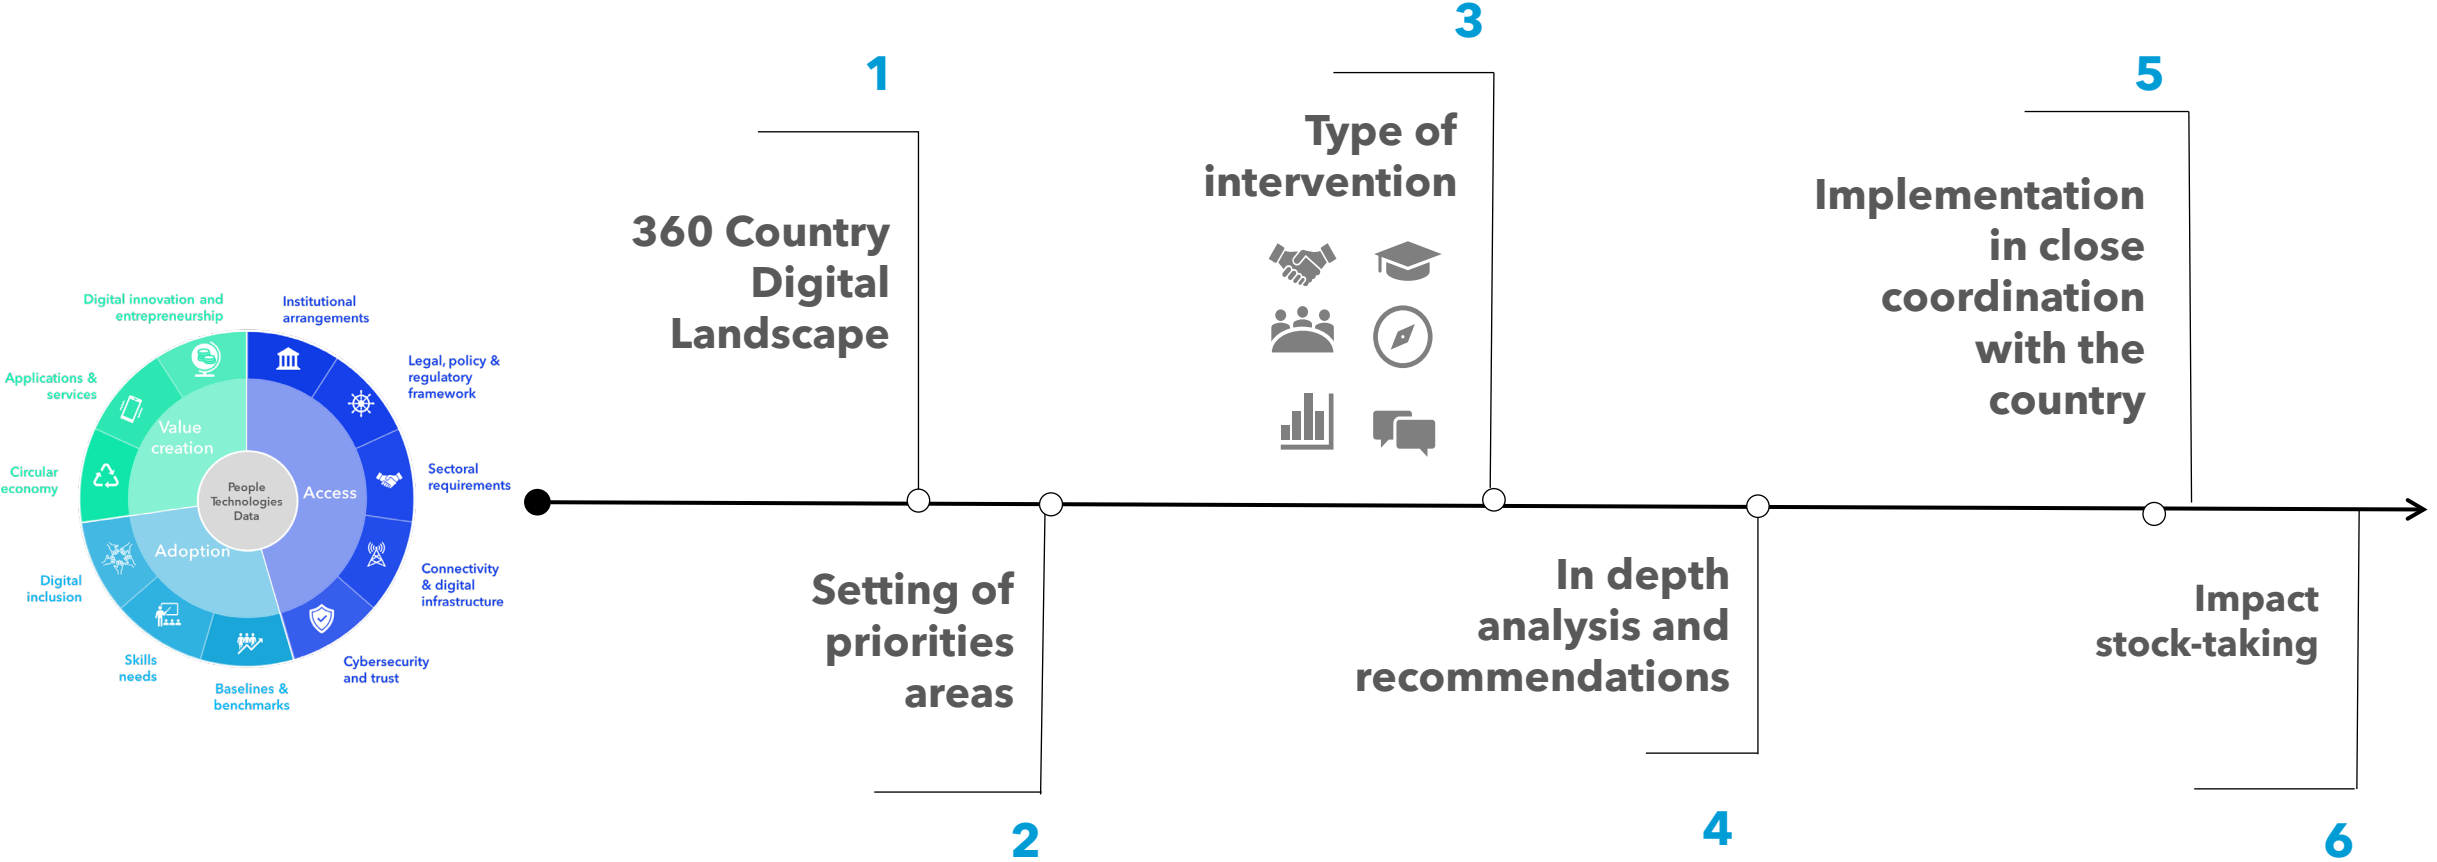 Digital innovation and
entrepreneurship
Institutional
arrangements
Legal, policy &
regulatory
framework
Applications &
services
Sectoral
requirements
Circular
economy
Connectivity
& digital
infrastructure
Digital
inclusion
Cybersecurity
and trust
Skills
needs
Baselines &
benchmarks
Value
creation
Access
Adoption
People
Technologies
Data
1
360 Country
Digital
Landscape
2
Setting of
priorities
areas
3
Type of
intervention
4
In depth
analysis and
recommendations
5
Implementation
in close
coordination
with the
country
6
Impact
stock-taking